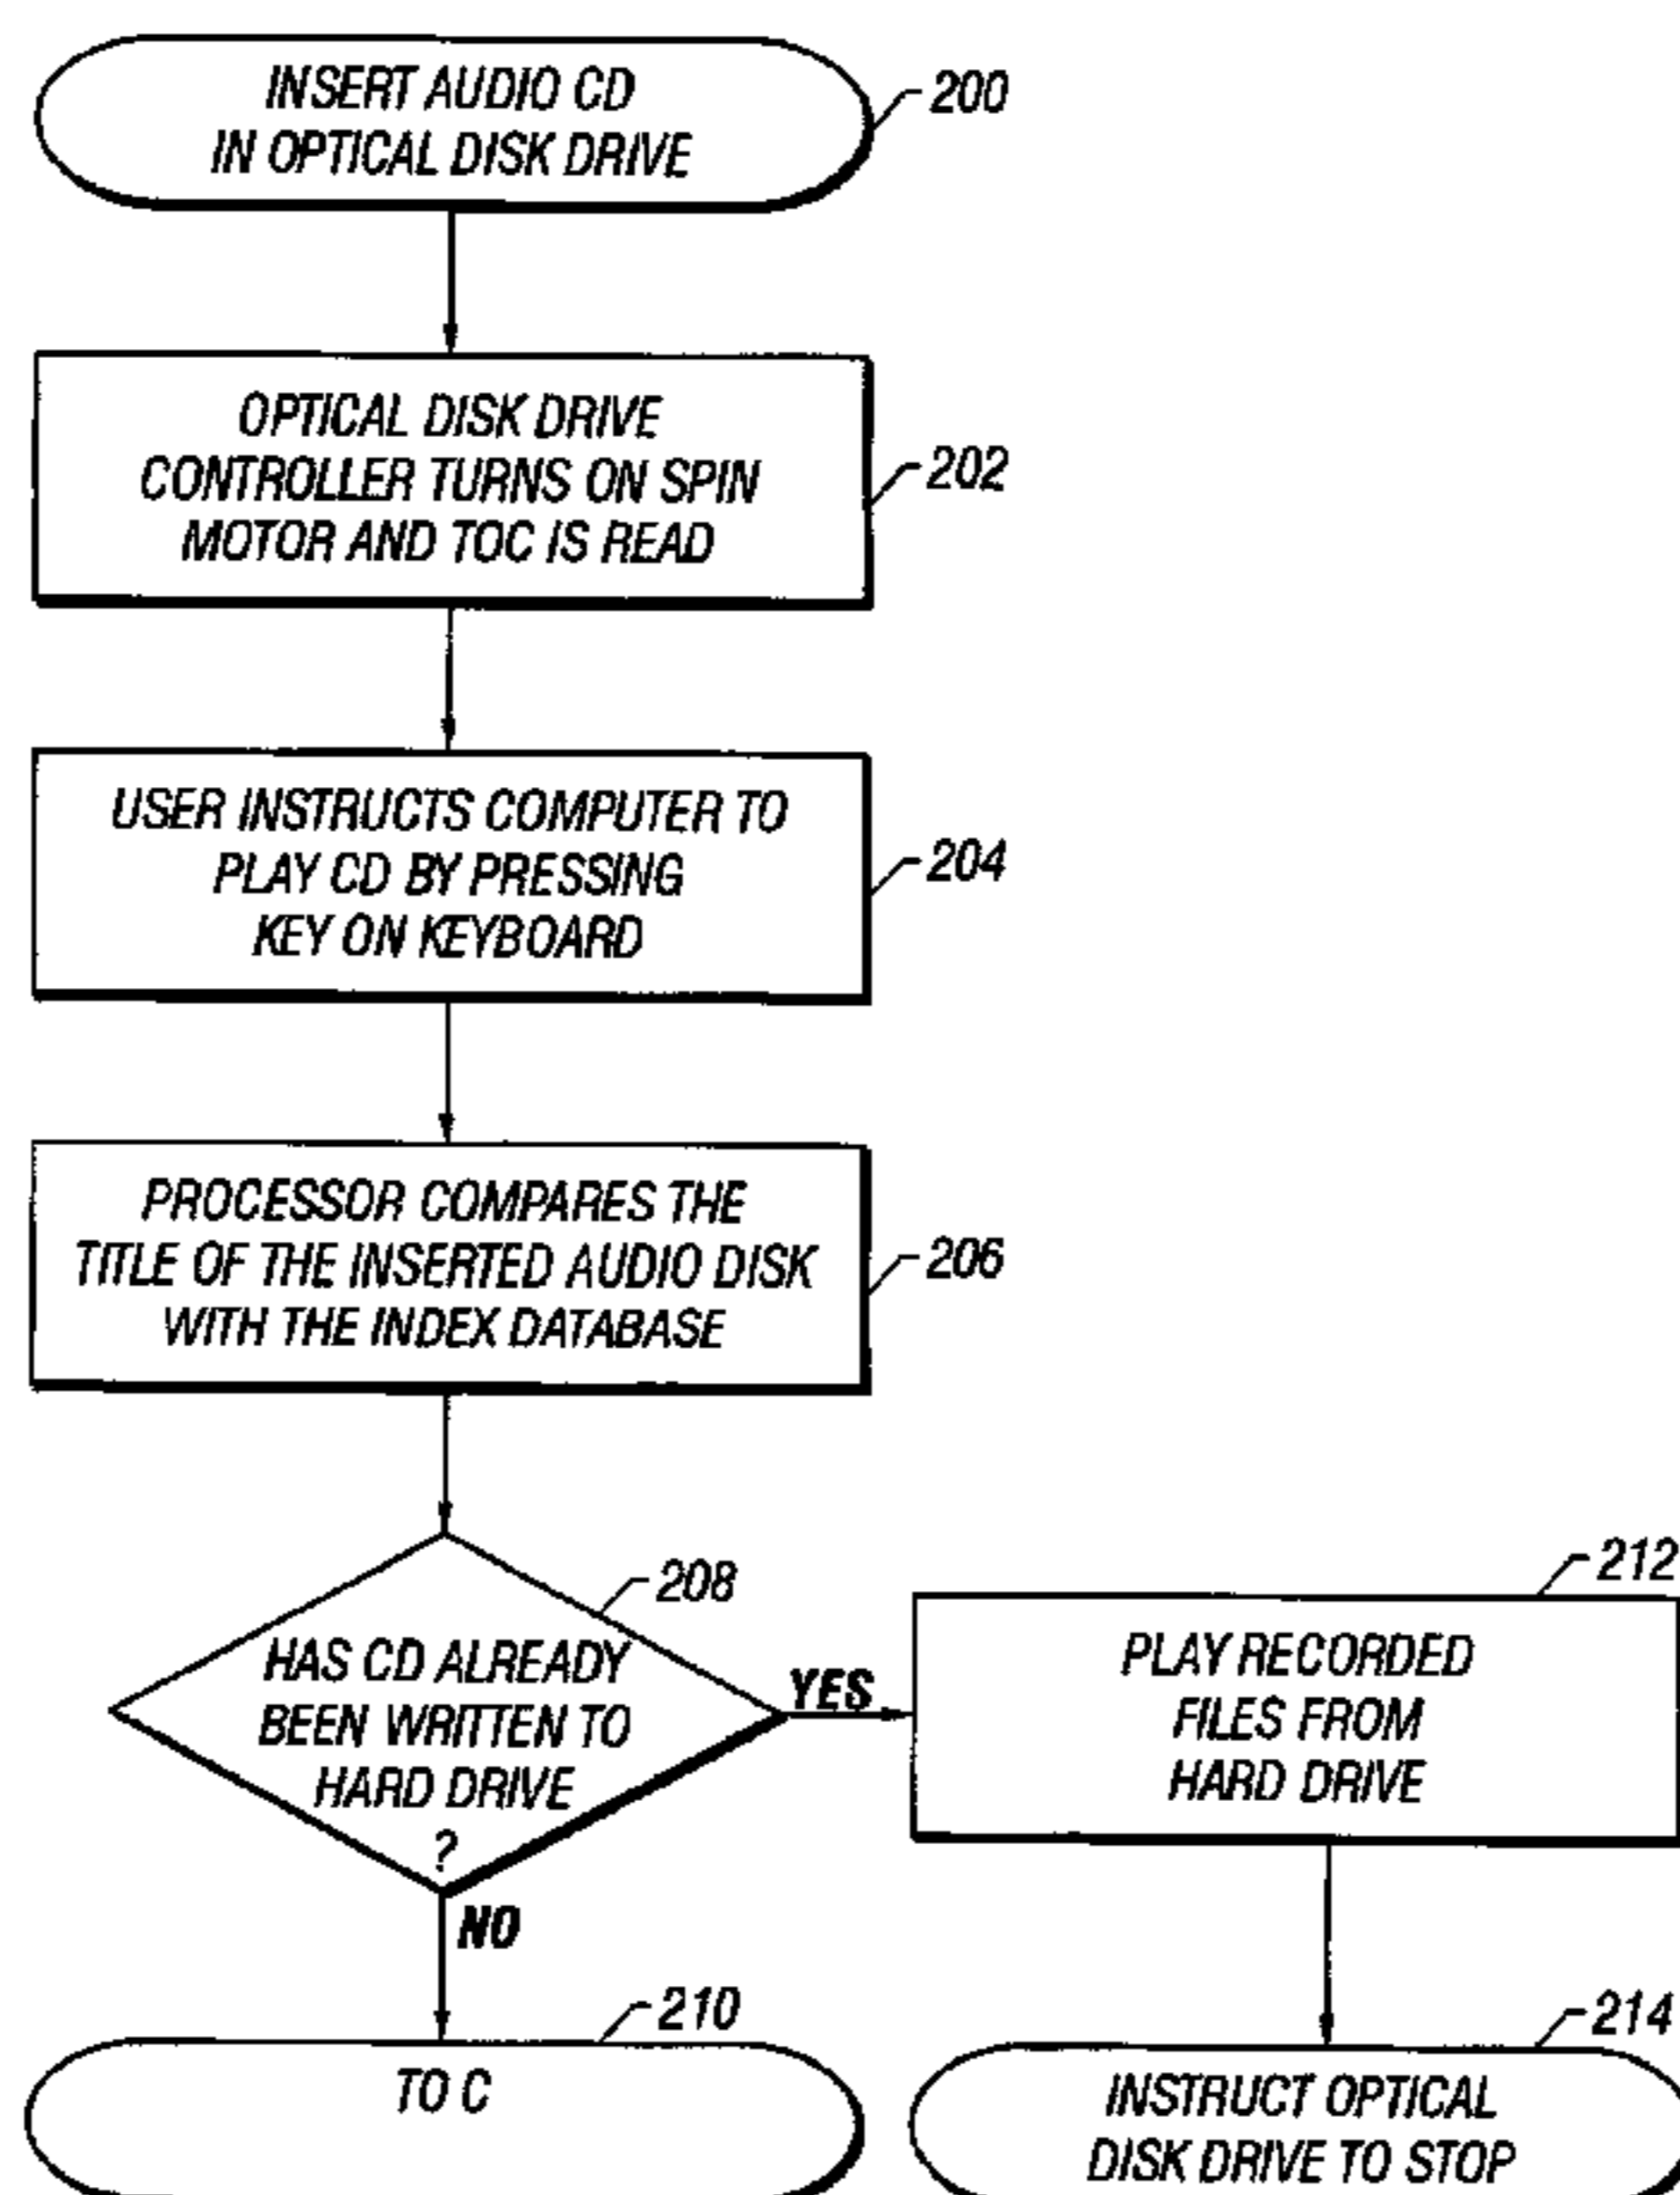 INSERT AUDIO CD
IN OPTICAL DISK DRIVE
200
OPTICAL DISK DRIVE
CONTROLLER TURNS ON SPIN
MOTOR AND TOC IS READ
202
USER INSTRUCTS COMPUTER TO
PLAY CD BY PRESSING
KEY ON KEYBOARD
204
PROCESSOR COMPARES THE
TITLE OF THE INSERTED AUDIO DISK
WITH THE INDEX DATABASE
206
208
HAS CD ALREADY
BEEN WRITTEN TO
HARD DRIVE
?
YES
NO
212
PLAY RECORDED
FILES FROM
HARD DRIVE
210
TO C
214
INSTRUCT OPTICAL
DISK DRIVE TO STOP